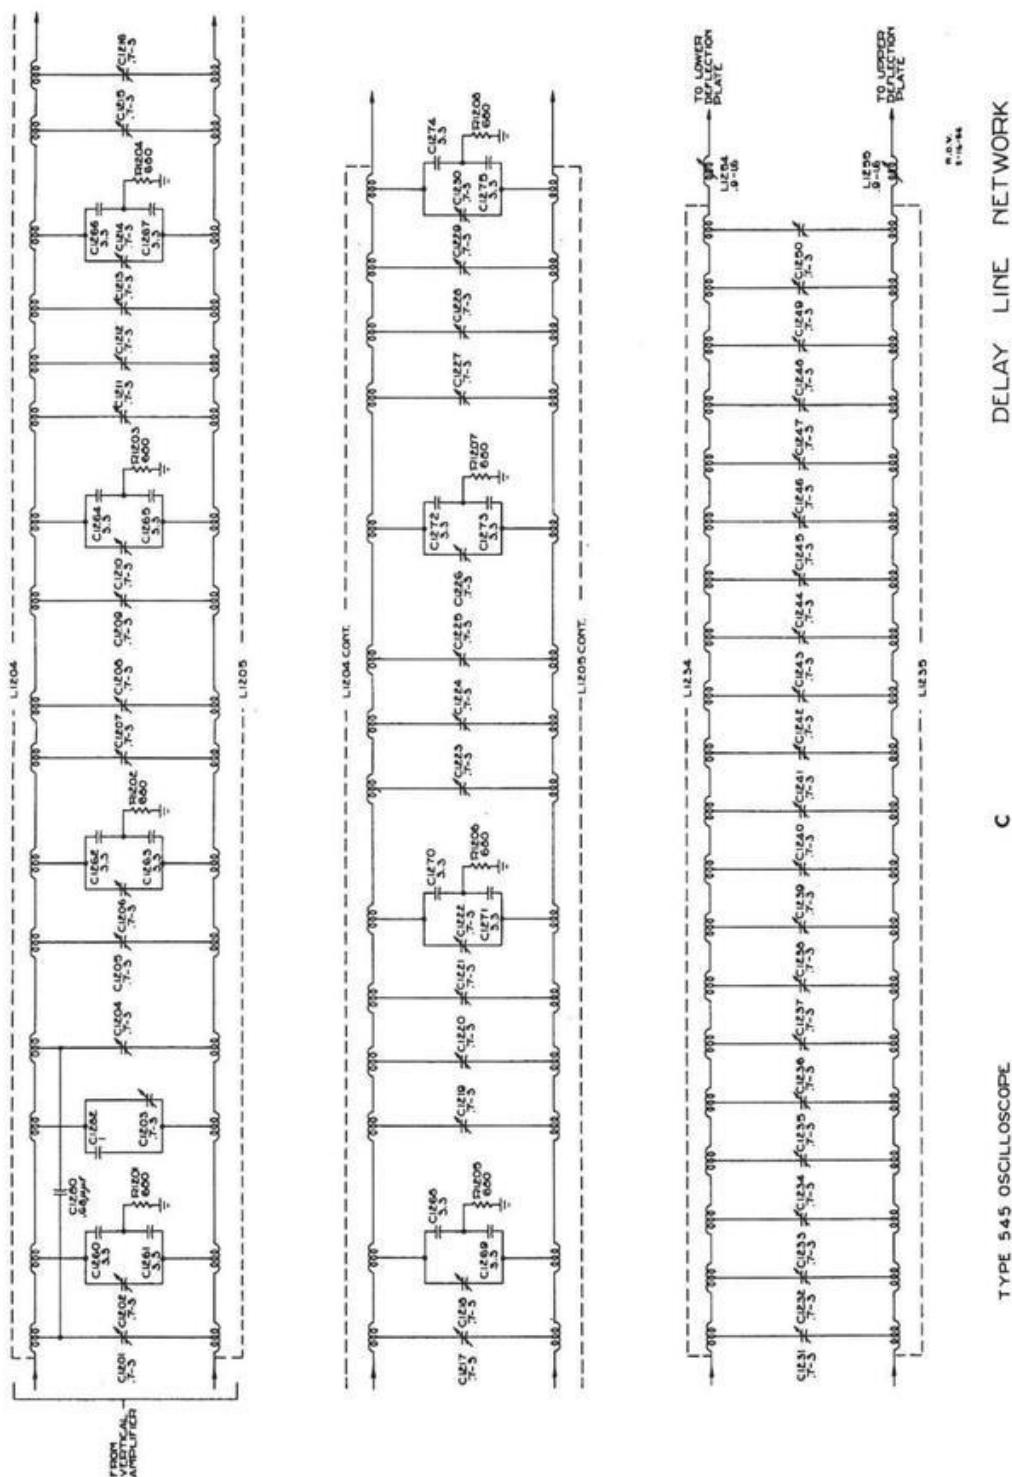 FROM
VERTICAL
AMPLIFIER
L1204
C1201
.7-3
C1202
.7-3
C1260
3.3
C1261
3.3
R1201
680
C1280
.68µµf
C1282
1
C1203
.7-3
C1204
.7-3
C1205
.7-3
C1206
.7-3
C1262
3.3
C1263
3.3
R1202
680
C1207
.7-3
C1208
.7-3
C1209
.7-3
C1210
.7-3
C1264
3.3
C1265
3.3
R1203
680
C1211
.7-3
C1212
.7-3
C1213
.7-3
C1214
.7-3
C1266
3.3
C1267
3.3
R1204
680
C1215
.7-3
C1216
.7-3
L1205
L1204 CONT.
C1217
.7-3
C1218
.7-3
C1268
3.3
C1269
3.3
R1205
680
C1219
.7-3
C1220
.7-3
C1221
.7-3
C1222
.7-3
C1270
3.3
C1271
3.3
R1206
680
C1223
.7-3
C1224
.7-3
C1225
.7-3
C1226
.7-3
C1272
3.3
C1273
3.3
R1207
680
C1227
.7-3
C1228
.7-3
C1229
.7-3
C1230
.7-3
C1274
3.3
C1275
3.3
R1208
680
L1205 CONT.
L1234
C1231
.7-3
C1232
.7-3
C1233
.7-3
C1234
.7-3
C1235
.7-3
C1236
.7-3
C1237
.7-3
C1238
.7-3
C1239
.7-3
C1240
.7-3
C1241
.7-3
C1242
.7-3
C1243
.7-3
C1244
.7-3
C1245
.7-3
C1246
.7-3
C1247
.7-3
C1248
.7-3
C1249
.7-3
C1250
.7-3
L1254
.9-1.6
TO LOWER
DEFLECTION
PLATE
L1255
.9-1.6
TO UPPER
DEFLECTION
PLATE
L1235
TYPE 545 OSCILLOSCOPE
C
DELAY LINE NETWORK